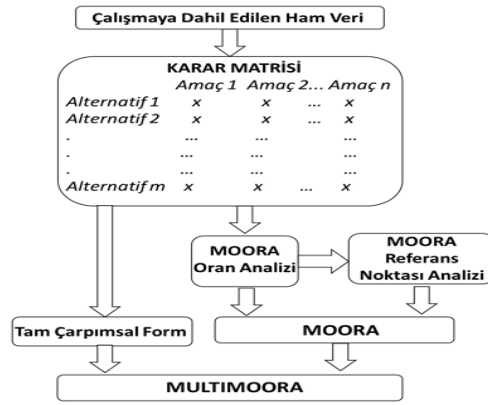 Çalışmaya Dahil Edilen Ham Veri
KARAR MATRİSİ
Amaç 1 Amaç 2... Amaç n
Alternatif 1 x x ... x
Alternatif 2 x x ... x
. ... ... ...
. ... ... ...
. ... ... ...
Alternatif m x x ... x
MOORA
Oran Analizi
MOORA
Referans
Noktası Analizi
Tam Çarpımsal Form
MOORA
MULTIMOORA